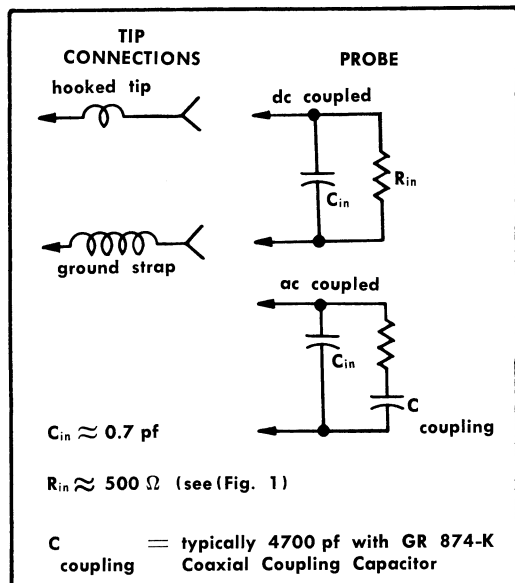 TIP
CONNECTIONS
hooked tip
ground strap
PROBE
dc coupled
Cin
Rin
ac coupled
Cin
C
coupling
Cin ≈ 0.7 pf
Rin ≈ 500 Ω (see (Fig. 1)
C
coupling = typically 4700 pf with GR 874-K
Coaxial Coupling Capacitor